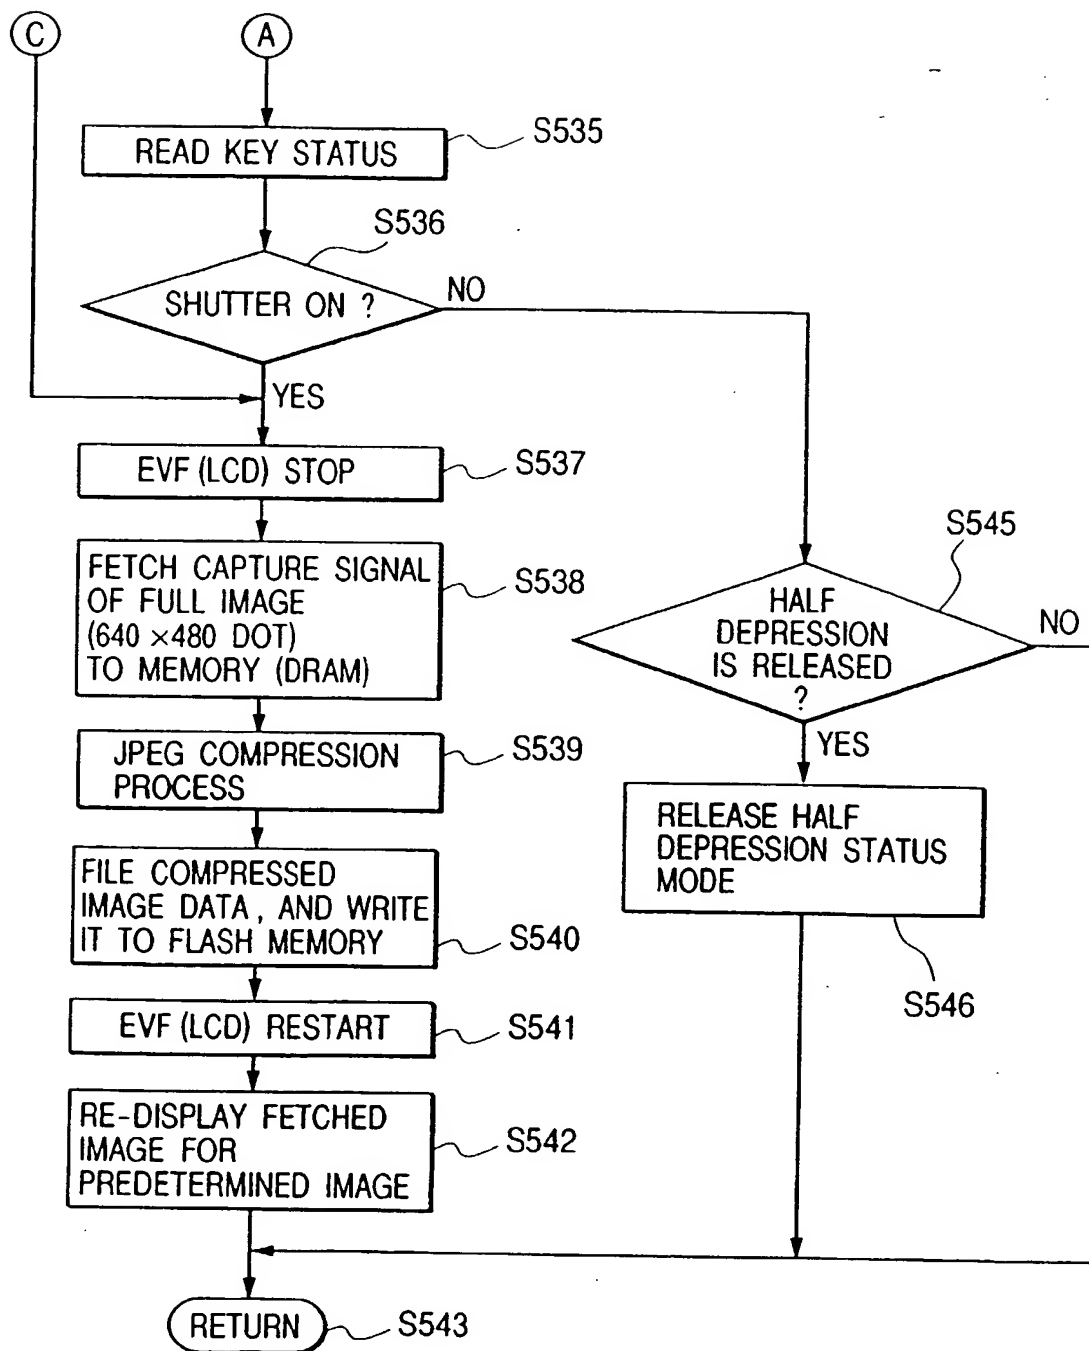 C
A
READ KEY STATUS
S535
S536
SHUTTER ON ?
NO
YES
EVF (LCD) STOP
S537
FETCH CAPTURE SIGNAL
OF FULL IMAGE
(640 ×480 DOT)
TO MEMORY (DRAM)
S538
JPEG COMPRESSION
PROCESS
S539
FILE COMPRESSED
IMAGE DATA , AND WRITE
IT TO FLASH MEMORY
S540
EVF (LCD) RESTART
S541
RE-DISPLAY FETCHED
IMAGE FOR
PREDETERMINED IMAGE
S542
RETURN
S543
S545
HALF
DEPRESSION
IS RELEASED
?
NO
YES
RELEASE HALF
DEPRESSION STATUS
MODE
S546